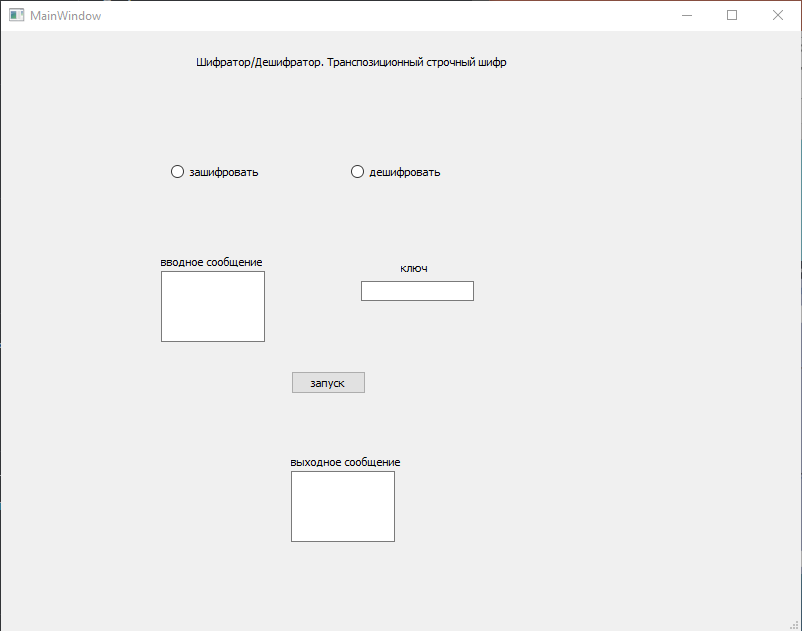 MainWindow
Шифратор/Дешифратор. Транспозиционный строчный шифр
зашифровать
дешифровать
вводное сообщение
ключ
запуск
выходное сообщение